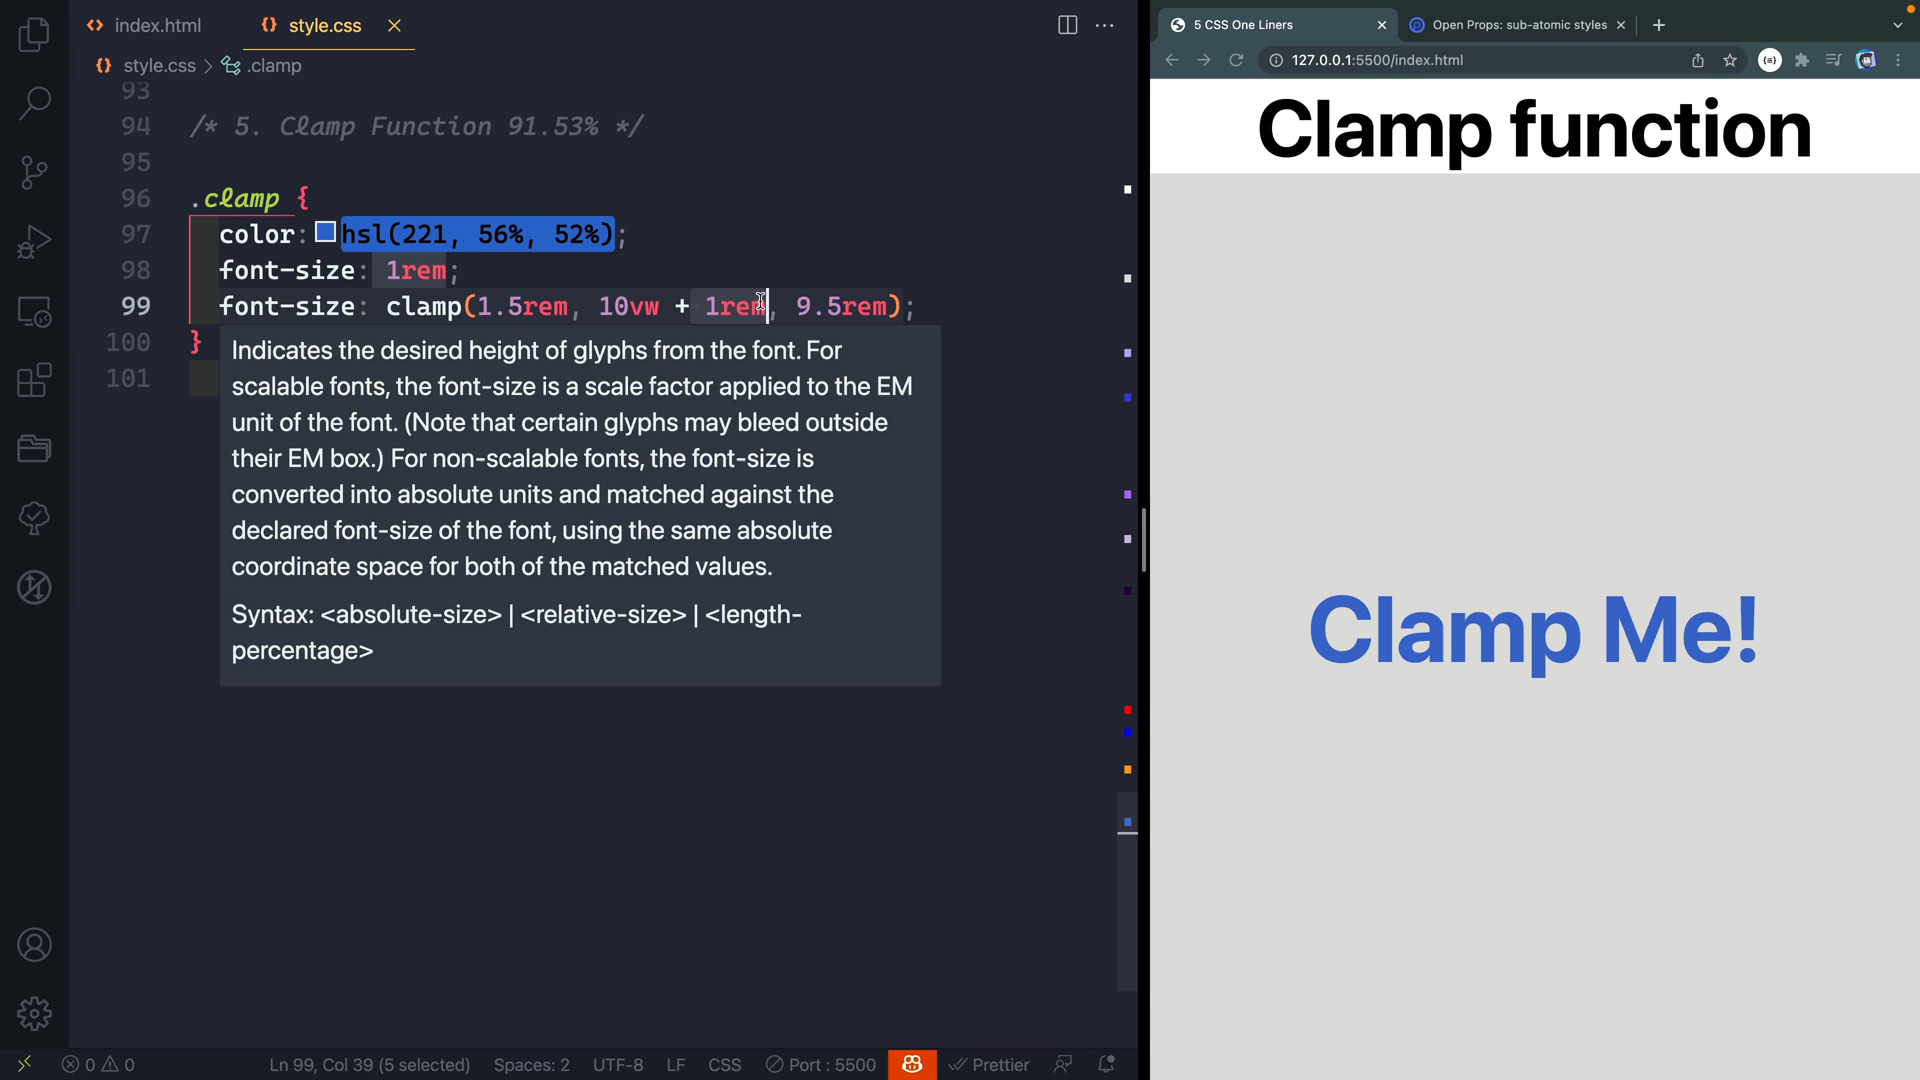 index.html
style.css
style.css > .clamp
93
94 /* 5. Clamp Function 91.53% */
95
96 .clamp {
97 color: hsl(221, 56%, 52%);
98 font-size: 1rem;
99 font-size: clamp(1.5rem, 10vw + 1rem, 9.5rem);
100 }
101
Indicates the desired height of glyphs from the font. For
scalable fonts, the font-size is a scale factor applied to the EM
unit of the font. (Note that certain glyphs may bleed outside
their EM box.) For non-scalable fonts, the font-size is
converted into absolute units and matched against the
declared font-size of the font, using the same absolute
coordinate space for both of the matched values.
Syntax: <absolute-size> | <relative-size> | <length-
percentage>
0 0 Ln 99, Col 39 (5 selected) Spaces: 2 UTF-8 LF CSS Port : 5500 Prettier
5 CSS One Liners
Open Props: sub-atomic styles
127.0.0.1:5500/index.html
Clamp function
Clamp Me!